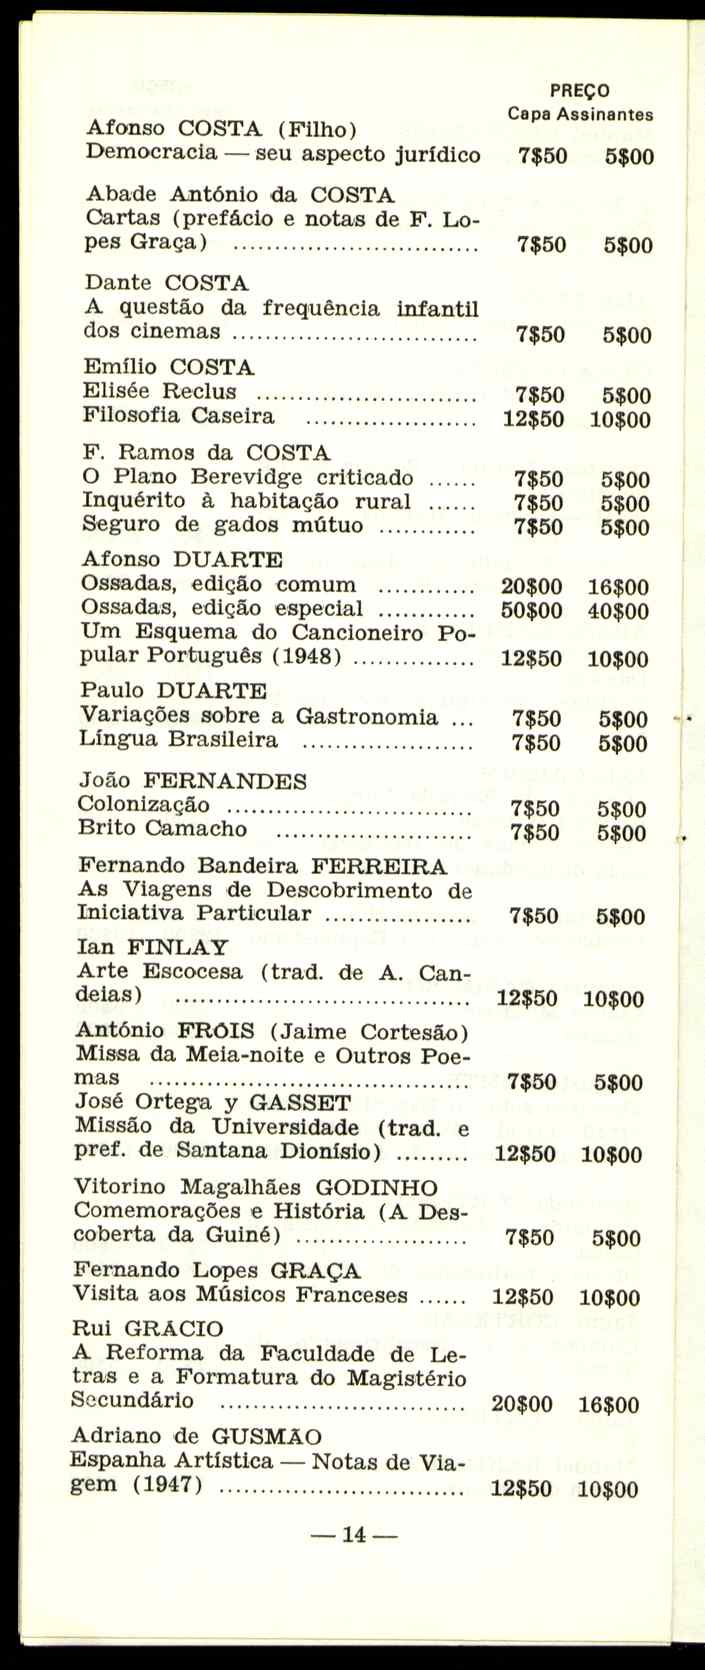 PREÇO
Capa Assinantes
Afonso COSTA (Filho)
Democracia — seu aspecto jurídico 7$50 5$00
Abade António da COSTA
Cartas (prefácio e notas de F. Lo-
pes Graça) .............................. 7$50 5$00
Dante COSTA
A questão da frequência infantil
dos cinemas .............................. 7$50 5$00
Emílio COSTA
Elisée Reclus ........................... 7$50 5$00
Filosofia Caseira ..................... 12$50 10$00
F. Ramos da COSTA
O Plano Berevidge criticado ...... 7$50 5$00
Inquérito à habitação rural ...... 7$50 5$00
Seguro de gados mútuo ............ 7$50 5$00
Afonso DUARTE
Ossadas, edição comum ............ 20$00 16$00
Ossadas, edição especial ............ 50$00 40$00
Um Esquema do Cancioneiro Po-
pular Português (1948) ............... 12$50 10$00
Paulo DUARTE
Variações sobre a Gastronomia ... 7$50 5$00
Língua Brasileira ..................... 7$50 5$00
João FERNANDES
Colonização .............................. 7$50 5$00
Brito Camacho ........................ 7$50 5$00
Fernando Bandeira FERREIRA
As Viagens de Descobrimento de
Iniciativa Particular .................. 7$50 5$00
Ian FINLAY
Arte Escocesa (trad. de A. Can-
deias) .................................... 12$50 10$00
António FRÓIS (Jaime Cortesão)
Missa da Meia-noite e Outros Poe-
mas ....................................... 7$50 5$00
José Ortega y GASSET
Missão da Universidade (trad. e
pref. de Santana Dionísio) ......... 12$50 10$00
Vitorino Magalhães GODINHO
Comemorações e História (A Des-
coberta da Guiné) ..................... 7$50 5$00
Fernando Lopes GRAÇA
Visita aos Músicos Franceses ...... 12$50 10$00
Rui GRÁCIO
A Reforma da Faculdade de Le-
tras e a Formatura do Magistério
Secundário .............................. 20$00 16$00
Adriano de GUSMÃO
Espanha Artística — Notas de Via-
gem (1947) .............................. 12$50 10$00
— 14 —